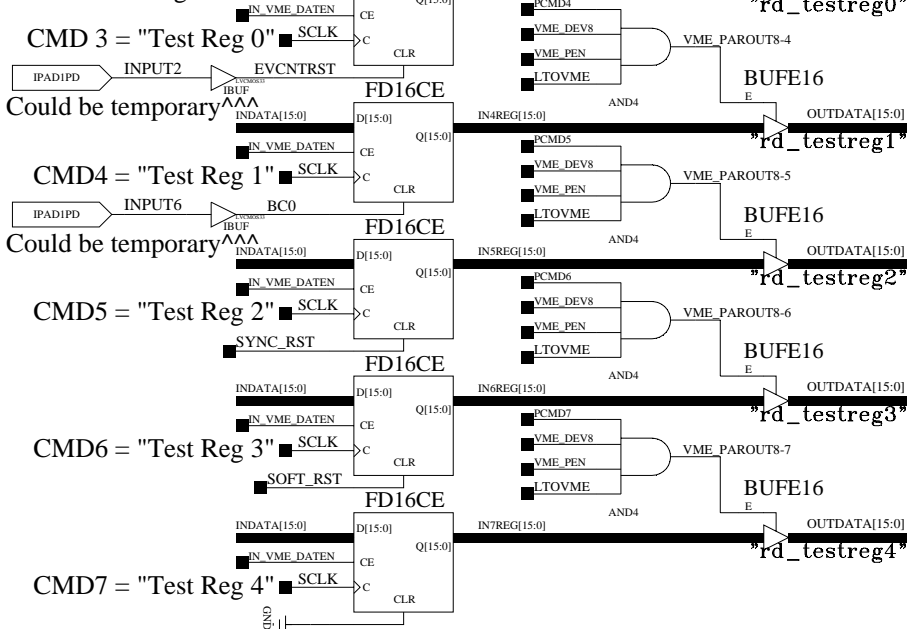 IN_VME_DATEN
CE
Q[15:0]
PCMD4
"rd_testreg0"
CMD 3 = "Test Reg 0"
SCLK
C
VME_DEV8
VME_PAROUT8-4
CLR
VME_PEN
IPAD1PD
INPUT2
EVCNTRST
LTOVME
BUFE16
LVCMOS33
IBUF
FD16CE
AND4
E
Could be temporary^^^
INDATA[15:0]
D[15:0]
Q[15:0]
IN4REG[15:0]
OUTDATA[15:0]
"rd_testreg1"
IN_VME_DATEN
CE
PCMD5
CMD4 = "Test Reg 1"
SCLK
C
VME_DEV8
VME_PAROUT8-5
CLR
VME_PEN
IPAD1PD
INPUT6
BC0
LTOVME
BUFE16
LVCMOS33
IBUF
FD16CE
AND4
E
Could be temporary^^^
INDATA[15:0]
D[15:0]
Q[15:0]
IN5REG[15:0]
OUTDATA[15:0]
"rd_testreg2"
IN_VME_DATEN
CE
PCMD6
CMD5 = "Test Reg 2"
SCLK
C
VME_DEV8
VME_PAROUT8-6
CLR
VME_PEN
SYNC_RST
LTOVME
BUFE16
FD16CE
AND4
E
INDATA[15:0]
D[15:0]
Q[15:0]
IN6REG[15:0]
OUTDATA[15:0]
"rd_testreg3"
IN_VME_DATEN
CE
PCMD7
CMD6 = "Test Reg 3"
SCLK
C
VME_DEV8
VME_PAROUT8-7
CLR
VME_PEN
SOFT_RST
LTOVME
BUFE16
FD16CE
AND4
E
INDATA[15:0]
D[15:0]
Q[15:0]
IN7REG[15:0]
OUTDATA[15:0]
"rd_testreg4"
IN_VME_DATEN
CE
CMD7 = "Test Reg 4"
SCLK
C
CLR
GND